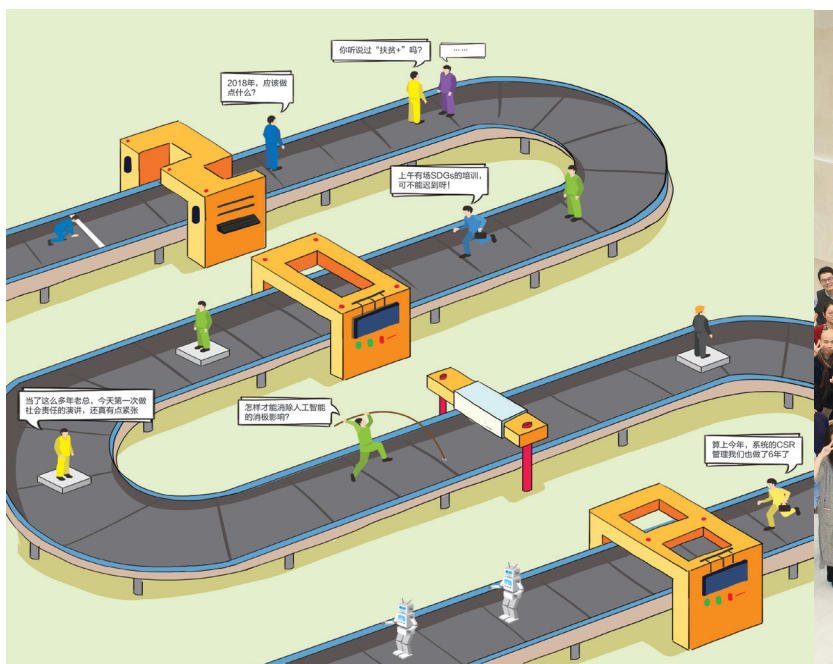 你听说过“扶贫+”吗?
… …
2018年，应该做
点什么?
上午有场SDGs的培训，
可不能迟到呀!
当了这么多年老总，今天第一次做
社会责任的演讲，还真有点紧张
怎样才能消除人工智能
的消极影响?
算上今年，系统的CSR
管理我们也做了6年了